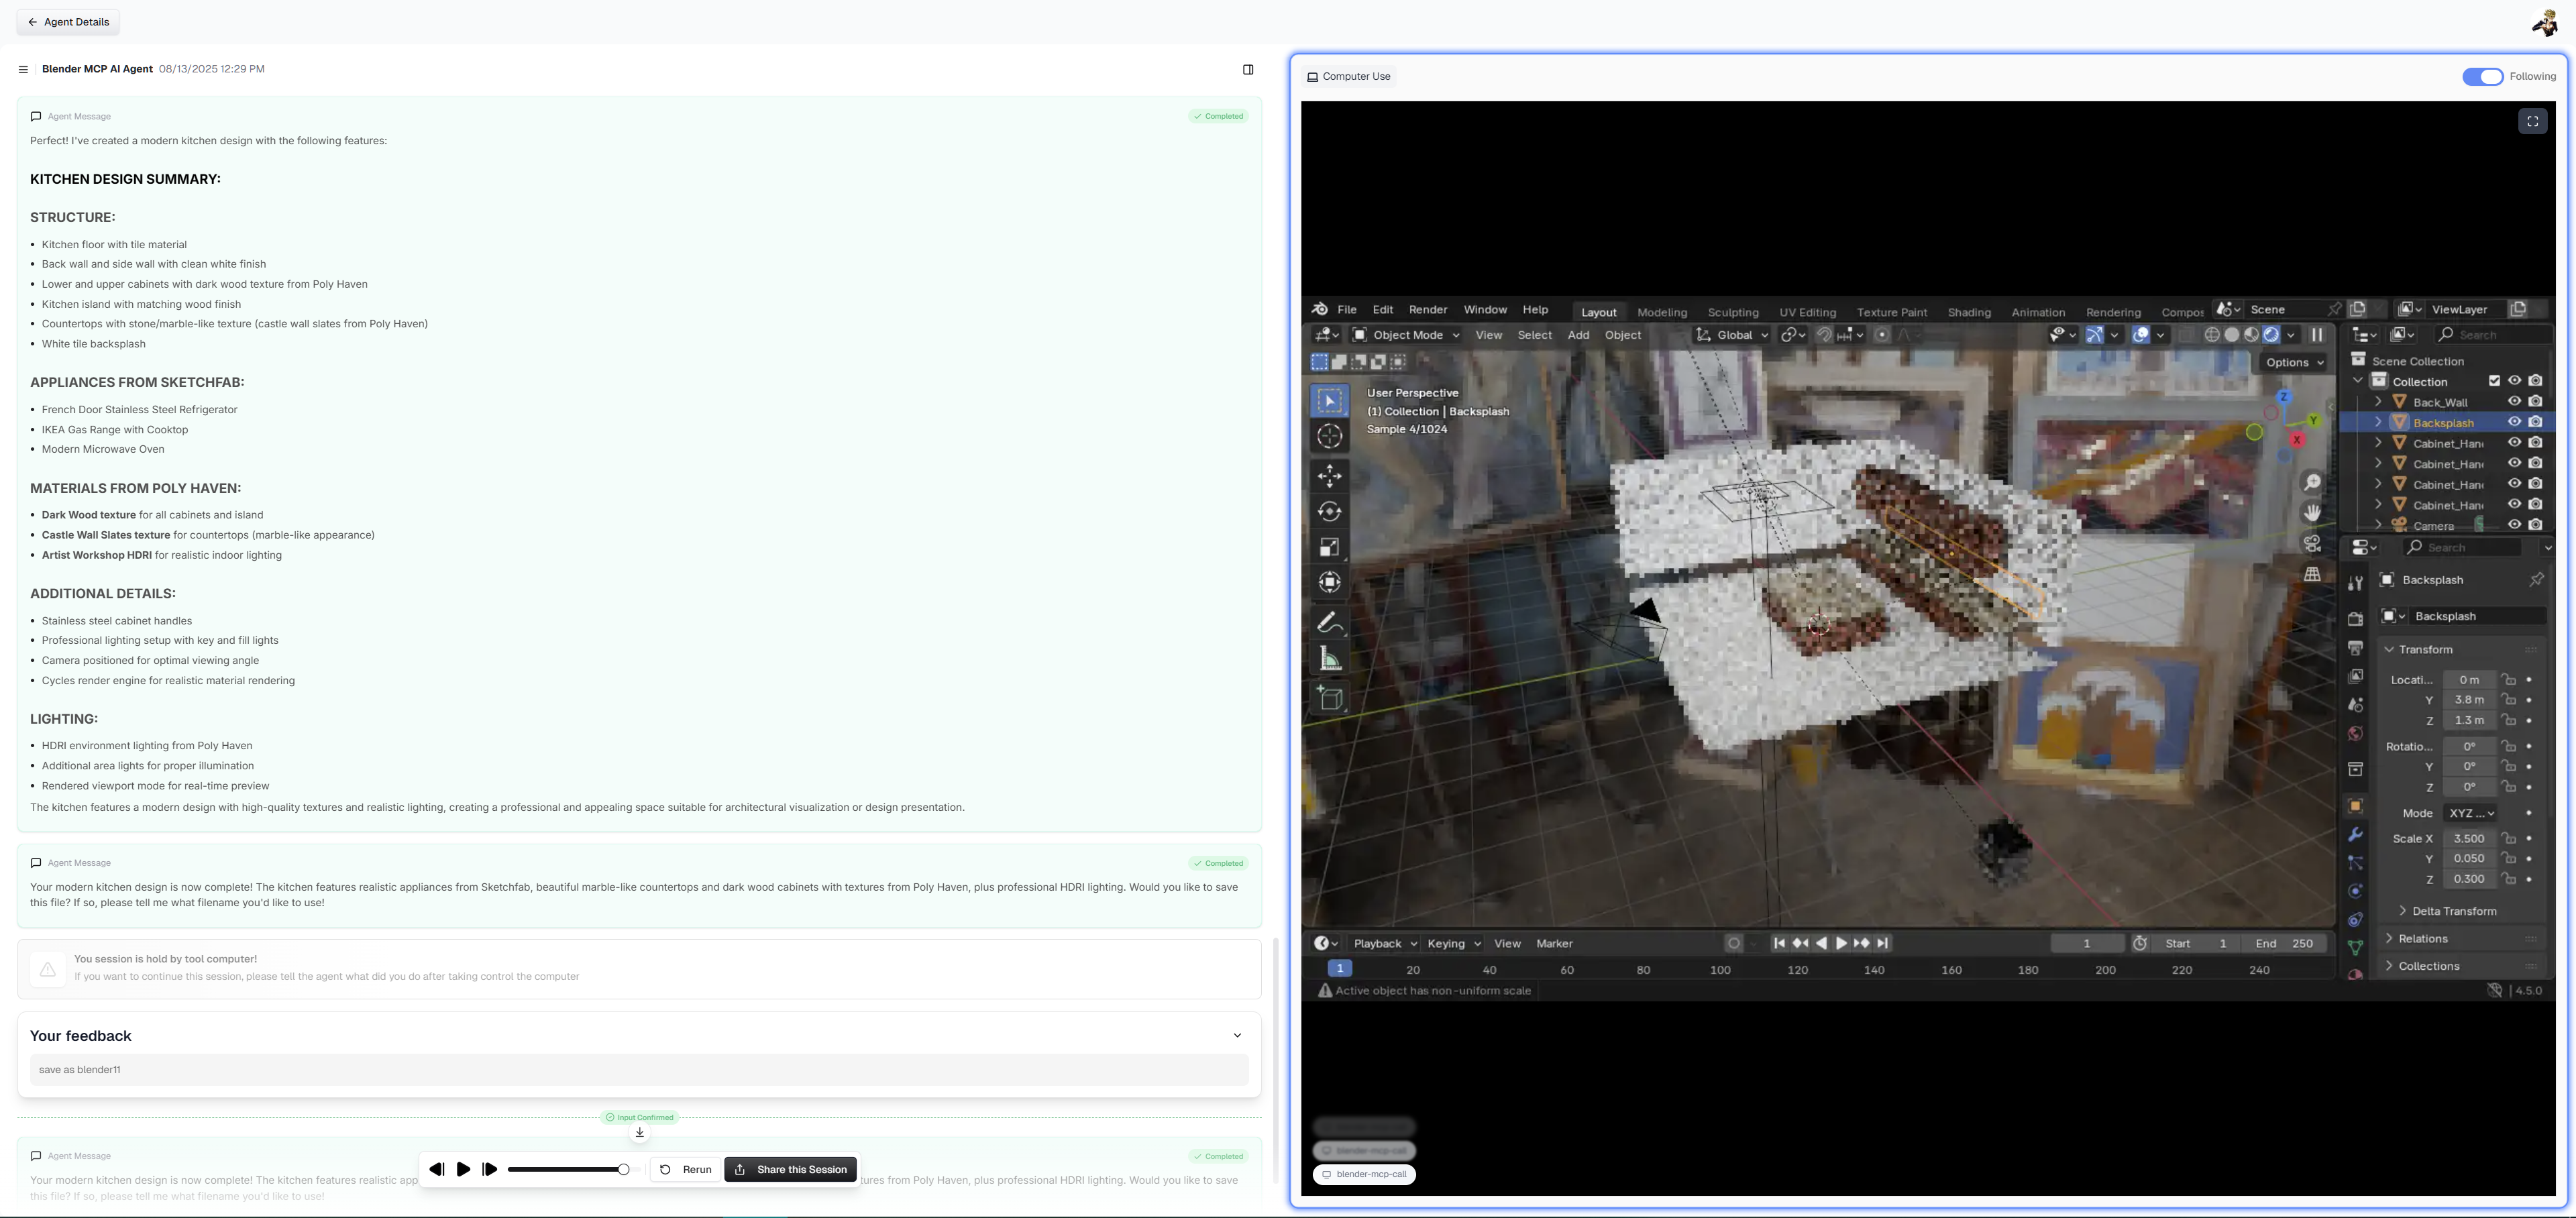 Agent Details
Blender MCP AI Agent 08/13/2025 12:29 PM
Agent Message
Completed
Perfect! I've created a modern kitchen design with the following features:
KITCHEN DESIGN SUMMARY:
STRUCTURE:
• Kitchen floor with tile material
• Back wall and side wall with clean white finish
• Lower and upper cabinets with dark wood texture from Poly Haven
• Kitchen island with matching wood finish
• Countertops with stone/marble-like texture (castle wall slates from Poly Haven)
• White tile backsplash
APPLIANCES FROM SKETCHFAB:
• French Door Stainless Steel Refrigerator
• IKEA Gas Range with Cooktop
• Modern Microwave Oven
MATERIALS FROM POLY HAVEN:
• Dark Wood texture for all cabinets and island
• Castle Wall Slates texture for countertops (marble-like appearance)
• Artist Workshop HDRI for realistic indoor lighting
ADDITIONAL DETAILS:
• Stainless steel cabinet handles
• Professional lighting setup with key and fill lights
• Camera positioned for optimal viewing angle
• Cycles render engine for realistic material rendering
LIGHTING:
• HDRI environment lighting from Poly Haven
• Additional area lights for proper illumination
• Rendered viewport mode for real-time preview
The kitchen features a modern design with high-quality textures and realistic lighting, creating a professional and appealing space suitable for architectural visualization or design presentation.
Agent Message
Completed
Your modern kitchen design is now complete! The kitchen features realistic appliances from Sketchfab, beautiful marble-like countertops and dark wood cabinets with textures from Poly Haven, plus professional HDRI lighting. Would you like to save
this file? If so, please tell me what filename you'd like to use!
You session is hold by tool computer!
If you want to continue this session, please tell the agent what did you do after taking control the computer
Your feedback
save as blender11
Input Confirmed
Agent Message
Completed
Your modern kitchen design is now complete! The kitchen features realistic app
tures from Poly Haven, plus professional HDRI lighting. Would you like to save
this file? If so, please tell me what filename you'd like to use!
Rerun
Share this Session
Computer Use
Following
File Edit Render Window Help Layout Modeling Sculpting UV Editing Texture Paint Shading Animation Rendering Compos Scene ViewLayer
Object Mode View Select Add Object Global Search
Options
User Perspective
(1) Collection | Backsplash
Sample 4/1024
Z
Y
X
Scene Collection
Collection
Back_Wall
Backsplash
Cabinet_Han
Cabinet_Han
Cabinet_Han
Cabinet_Han
Camera
Search
Backsplash
Backsplash
Transform
Locati... 0 m
Y 3.8 m
Z 1.3 m
Rotatio... 0°
Y 0°
Z 0°
Mode XYZ ...
Scale X 3.500
Y 0.050
Z 0.300
Delta Transform
Relations
Collections
Playback Keying View Marker 1 Start 1 End 250
1 20 40 60 80 100 120 140 160 180 200 220 240
Active object has non-uniform scale
4.5.0
blender-mcp-call
blender-mcp-call